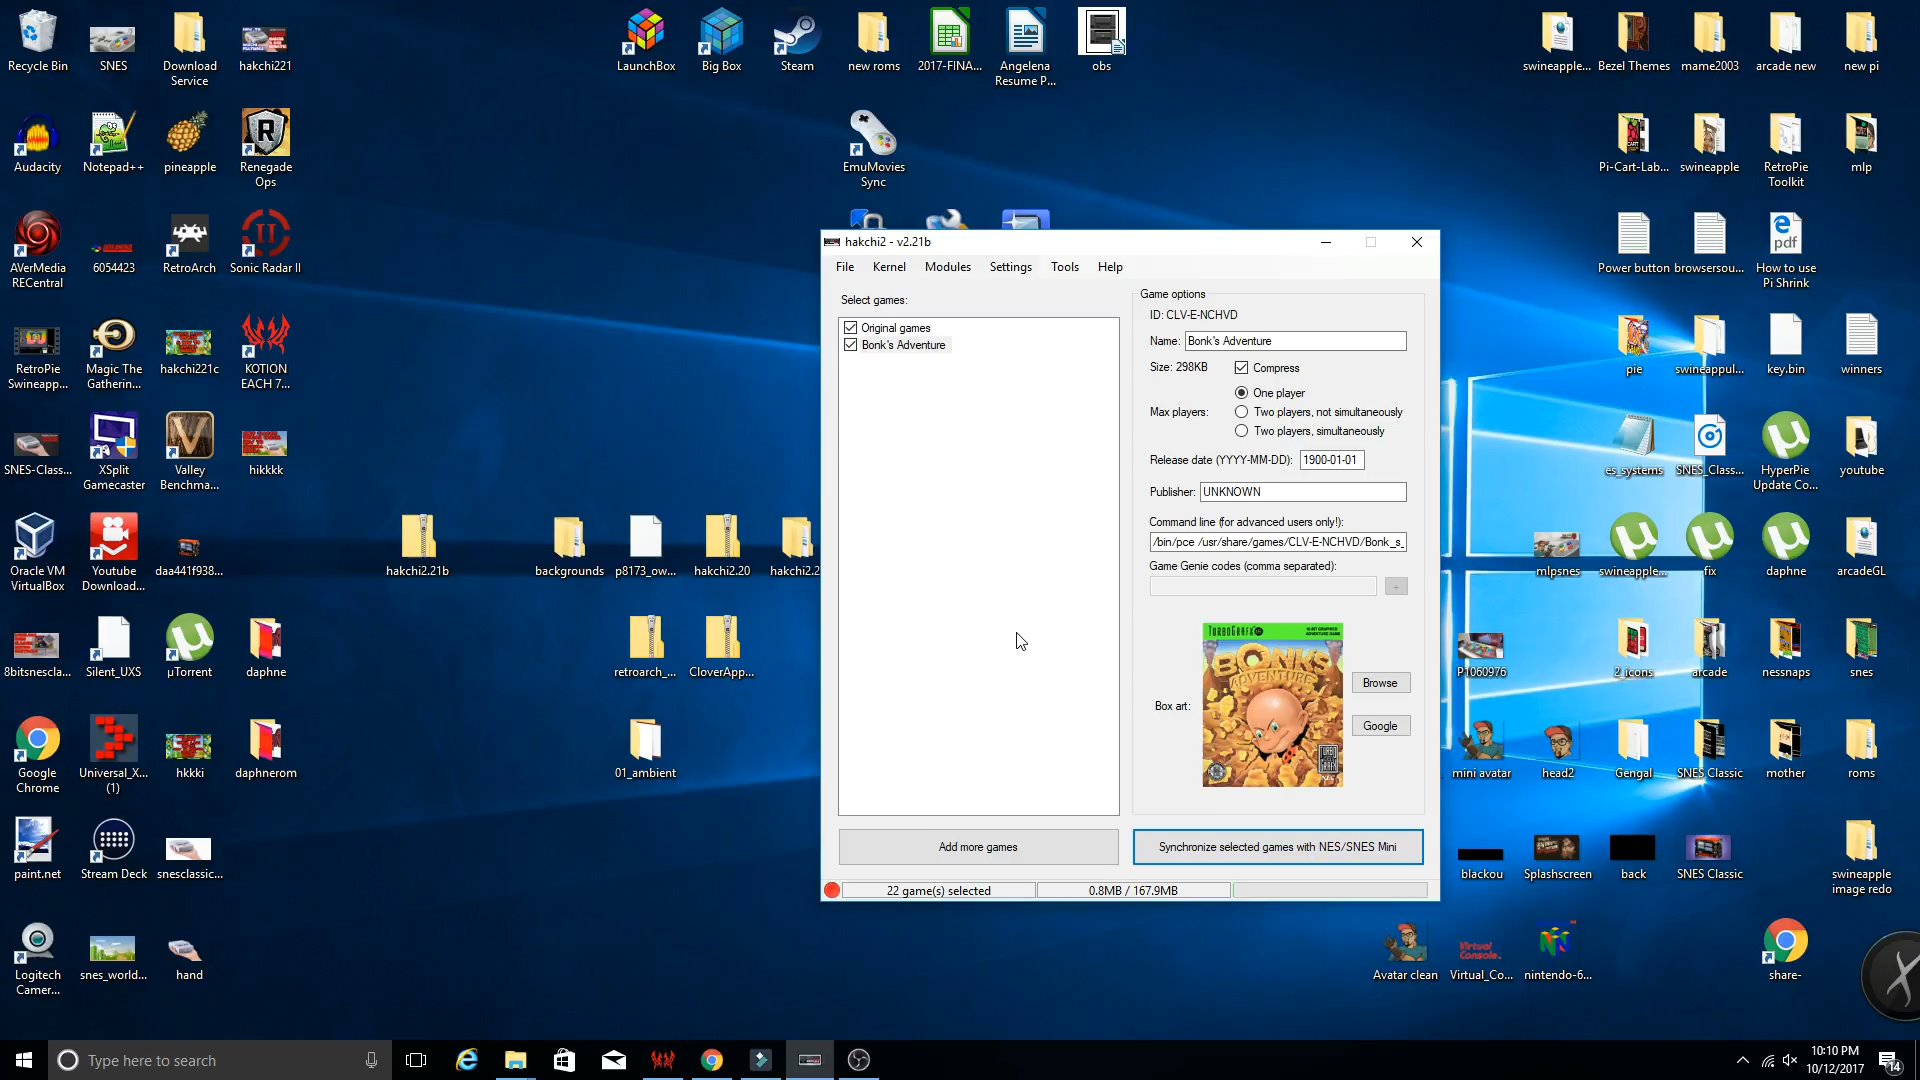 Recycle Bin
SNES
Download
Service
hakchi221
LaunchBox
Big Box
Steam
new roms
2017-FINA...
Angelena
Resume P...
obs
swineapple...
Bezel Themes
mame2003
arcade new
new pi
Audacity
Notepad++
pineapple
Renegade
Ops
EmuMovies
Sync
Pi-Cart-Lab...
swineapple
RetroPie
Toolkit
mlp
AVerMedia
RECentral
6054423
RetroArch
Sonic Radar II
Power button
browsersou...
How to use
Pi Shrink
RetroPie
Swineapp...
Magic The
Gatherin...
hakchi221c
KOTION
EACH 7...
pie
swineappul...
key.bin
winners
SNES-Class...
XSplit
Gamecaster
Valley
Benchma...
hikkkk
es_systems
SNES_Class...
HyperPie
Update Co...
youtube
Oracle VM
VirtualBox
Youtube
Download...
daa441f938...
hakchi2.21b
backgrounds
p8173_ow...
hakchi2.20
hakchi2.2
mlpsnes
swineapple...
fix
daphne
arcadeGL
8bitsnescla...
Silent_UXS
µTorrent
daphne
retroarch_...
CloverApp...
P1060976
2_icons
arcade
nessnaps
snes
Google
Chrome
Universal_X...
(1)
hkkki
daphnerom
01_ambient
mini avatar
head2
Gengal
SNES Classic
mother
roms
paint.net
Stream Deck
snesclassic...
blackou
Splashscreen
back
SNES Classic
swineapple
image redo
Logitech
Camer...
snes_world...
hand
Avatar clean
Virtual_Co...
nintendo-6...
share-
hakchi2 - v2.21b
File
Kernel
Modules
Settings
Tools
Help
Select games:
Original games
Bonk's Adventure
Game options
ID: CLV-E-NCHVD
Name:
Bonk's Adventure
Size: 298KB
Compress
Max players:
One player
Two players, not simultaneously
Two players, simultaneously
Release date (YYYY-MM-DD):
1900-01-01
Publisher:
UNKNOWN
Command line (for advanced users only!):
/bin/pce /usr/share/games/CLV-E-NCHVD/Bonk_s_
Game Genie codes (comma separated):
+
Box art:
BONK'S
ADVENTURE
Browse
Google
Add more games
Synchronize selected games with NES/SNES Mini
22 game(s) selected
0.8MB / 167.9MB
Type here to search
10:10 PM
10/12/2017
14